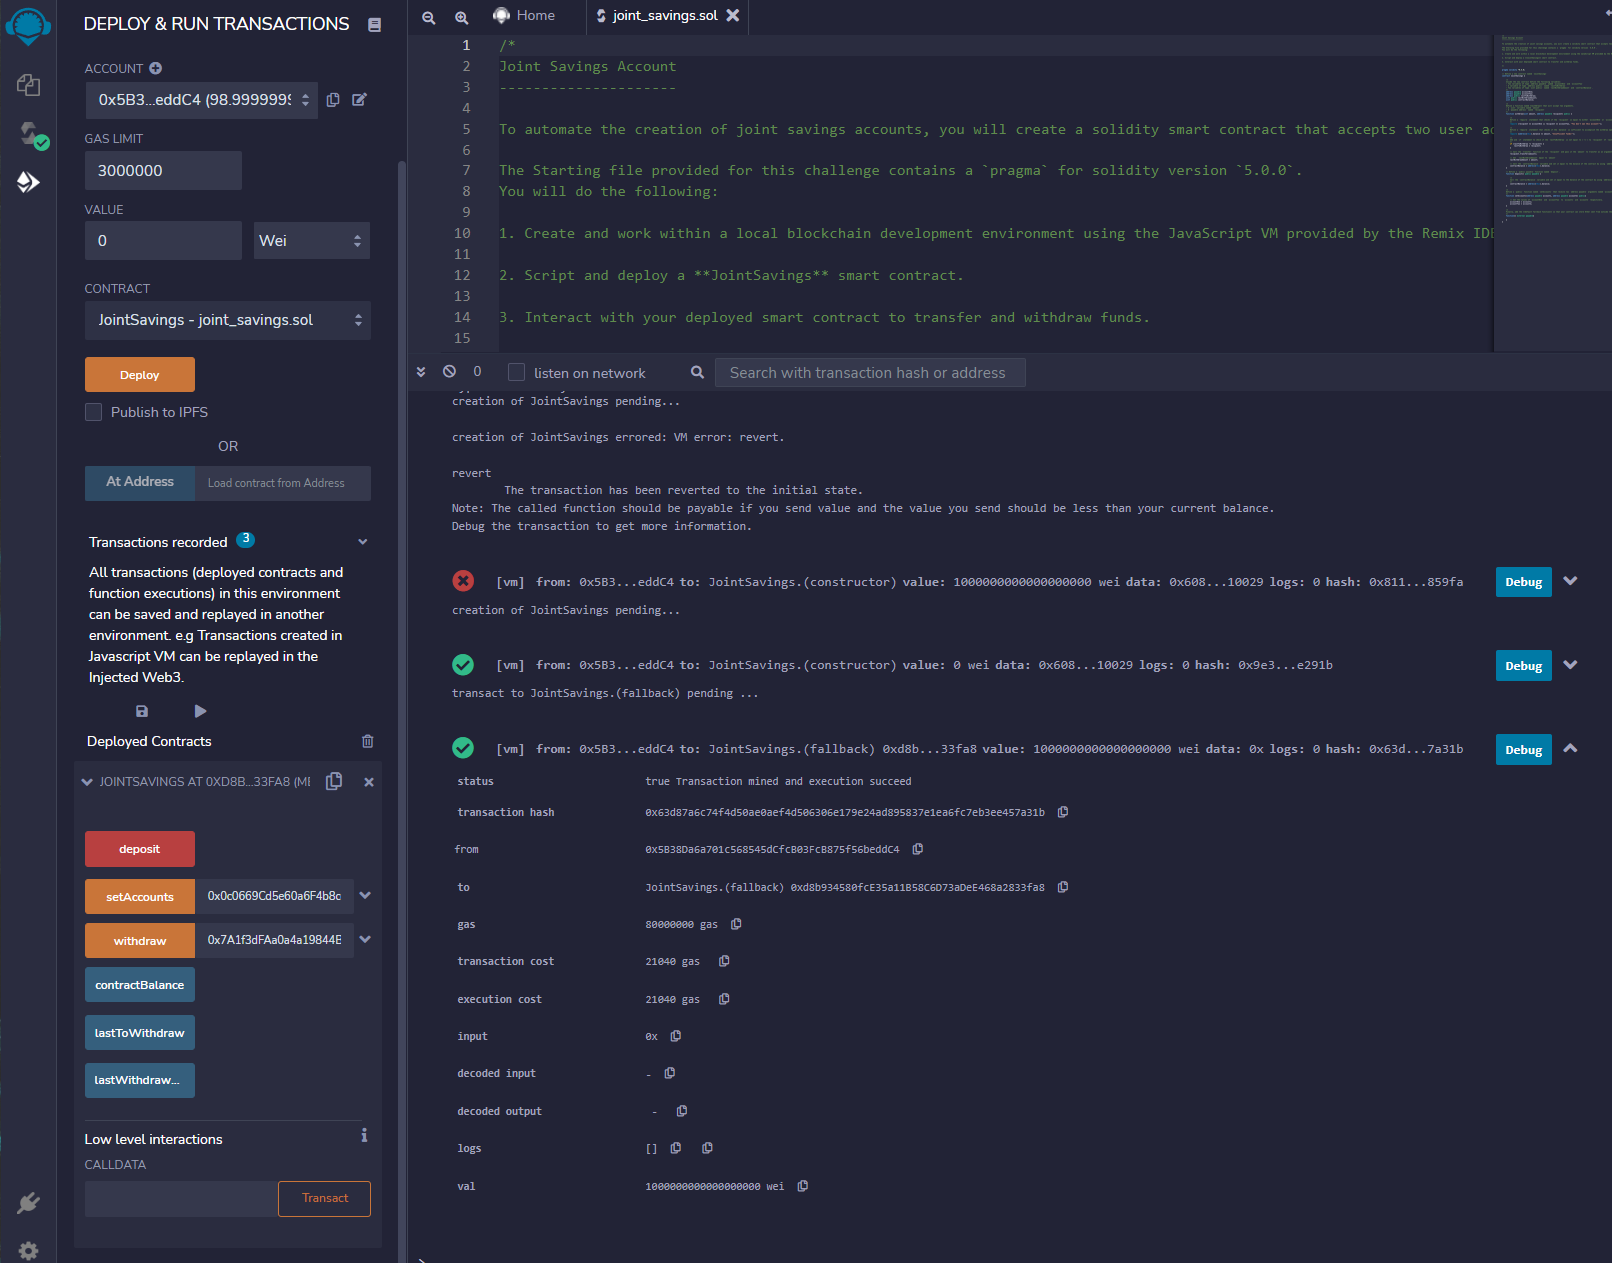 DEPLOY & RUN TRANSACTIONS
ACCOUNT
0x5B3...eddC4 (98.9999999
GAS LIMIT
3000000
VALUE
0
Wei
CONTRACT
JointSavings - joint_savings.sol
Deploy
Publish to IPFS
OR
At Address
Load contract from Address
Transactions recorded 3
All transactions (deployed contracts and
function executions) in this environment
can be saved and replayed in another
environment. e.g Transactions created in
Javascript VM can be replayed in the
Injected Web3.
Deployed Contracts
JOINTSAVINGS AT 0XD8B...33FA8 (ME
deposit
setAccounts
0x0c0669Cd5e60a6F4b8c
withdraw
0x7A1f3dFAa0a4a19844E
contractBalance
lastToWithdraw
lastWithdraw...
Low level interactions
CALLDATA
Transact
Home
joint_savings.sol
1 /*
2 Joint Savings Account
3 ---------------------
4
5 To automate the creation of joint savings accounts, you will create a solidity smart contract that accepts two user ad
6
7 The Starting file provided for this challenge contains a `pragma` for solidity version `5.0.0`.
8 You will do the following:
9
10 1. Create and work within a local blockchain development environment using the JavaScript VM provided by the Remix IDE
11
12 2. Script and deploy a **JointSavings** smart contract.
13
14 3. Interact with your deployed smart contract to transfer and withdraw funds.
15
0
listen on network
Search with transaction hash or address
creation of JointSavings pending...
creation of JointSavings errored: VM error: revert.
revert
The transaction has been reverted to the initial state.
Note: The called function should be payable if you send value and the value you send should be less than your current balance.
Debug the transaction to get more information.
[vm] from: 0x5B3...eddC4 to: JointSavings.(constructor) value: 1000000000000000000 wei data: 0x608...10029 logs: 0 hash: 0x811...859fa
Debug
creation of JointSavings pending...
[vm] from: 0x5B3...eddC4 to: JointSavings.(constructor) value: 0 wei data: 0x608...10029 logs: 0 hash: 0x9e3...e291b
Debug
transact to JointSavings.(fallback) pending ...
[vm] from: 0x5B3...eddC4 to: JointSavings.(fallback) 0xd8b...33fa8 value: 1000000000000000000 wei data: 0x logs: 0 hash: 0x63d...7a31b
Debug
status true Transaction mined and execution succeed
transaction hash 0x63d87a6c74f4d50ae0aef4d506306e179e24ad895837e1ea6fc7eb3ee457a31b
from 0x5B38Da6a701c568545dCfcB03FcB875f56beddC4
to JointSavings.(fallback) 0xd8b934580fcE35a11B58C6D73aDeE468a2833fa8
gas 80000000 gas
transaction cost 21040 gas
execution cost 21040 gas
input 0x
decoded input -
decoded output -
logs []
val 1000000000000000000 wei